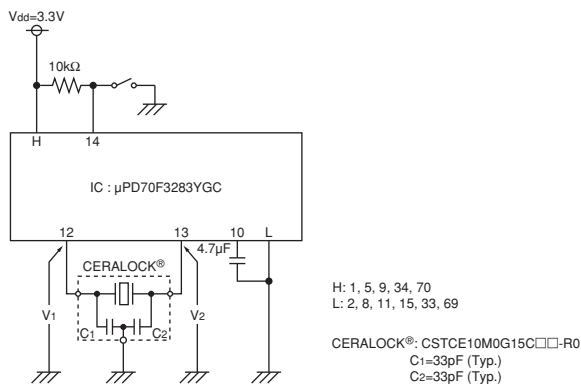 Vdd=3.3V
10kΩ
H
14
IC : µPD70F3283YGC
12
13
10
L
4.7µF
CERALOCK®
V1
C1
C2
V2
H: 1, 5, 9, 34, 70
L: 2, 8, 11, 15, 33, 69
CERALOCK®: CSTCE10M0G15C□□-R0
C1=33pF (Typ.)
C2=33pF (Typ.)